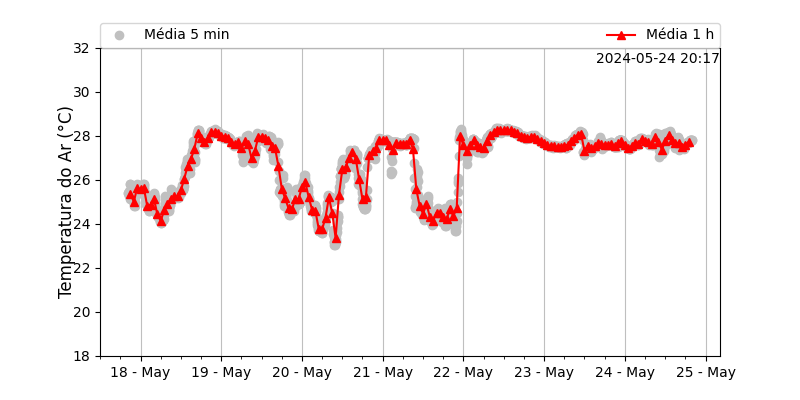 Média 5 min
Média 1 h
2024-05-24 20:17
Temperatura do Ar (°C)
32
30
28
26
24
22
20
18
18 - May
19 - May
20 - May
21 - May
22 - May
23 - May
24 - May
25 - May